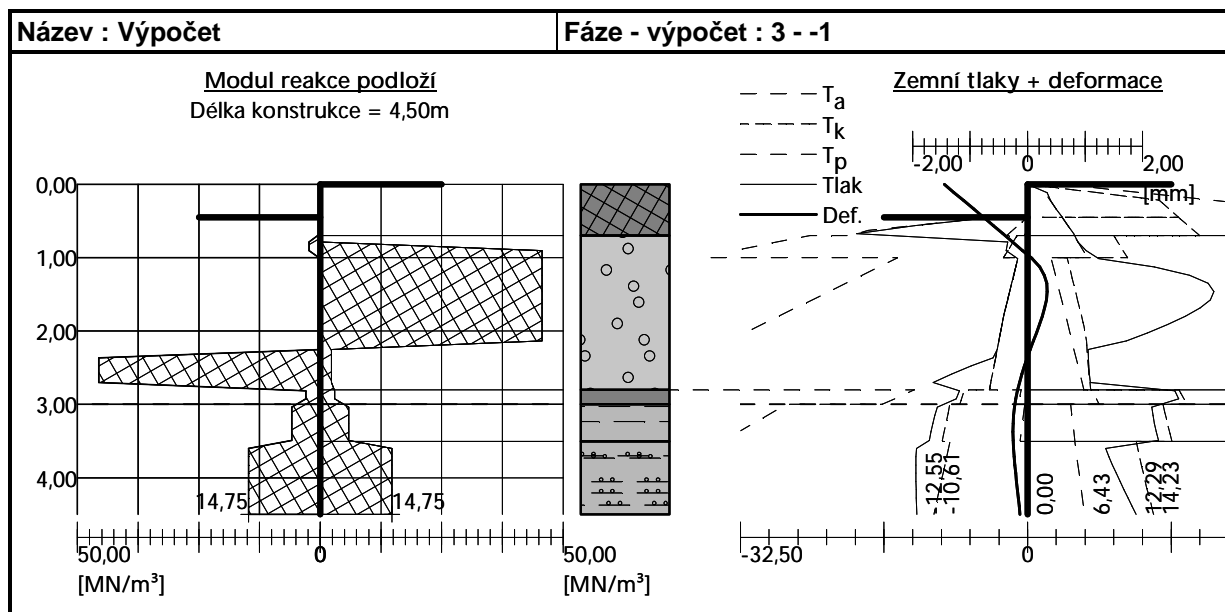 Název : Výpočet
Fáze - výpočet : 3 - -1
Modul reakce podloží
Délka konstrukce = 4,50m
0,00
1,00
2,00
3,00
4,00
14,75
14,75
50,00
0
50,00
[MN/m³]
[MN/m³]
Zemní tlaky + deformace
Ta
Tk
Tp
Tlak
Def.
-2,00
0
2,00
[mm]
-12,55
-10,61
0,00
6,43
12,29
14,23
-32,50
0